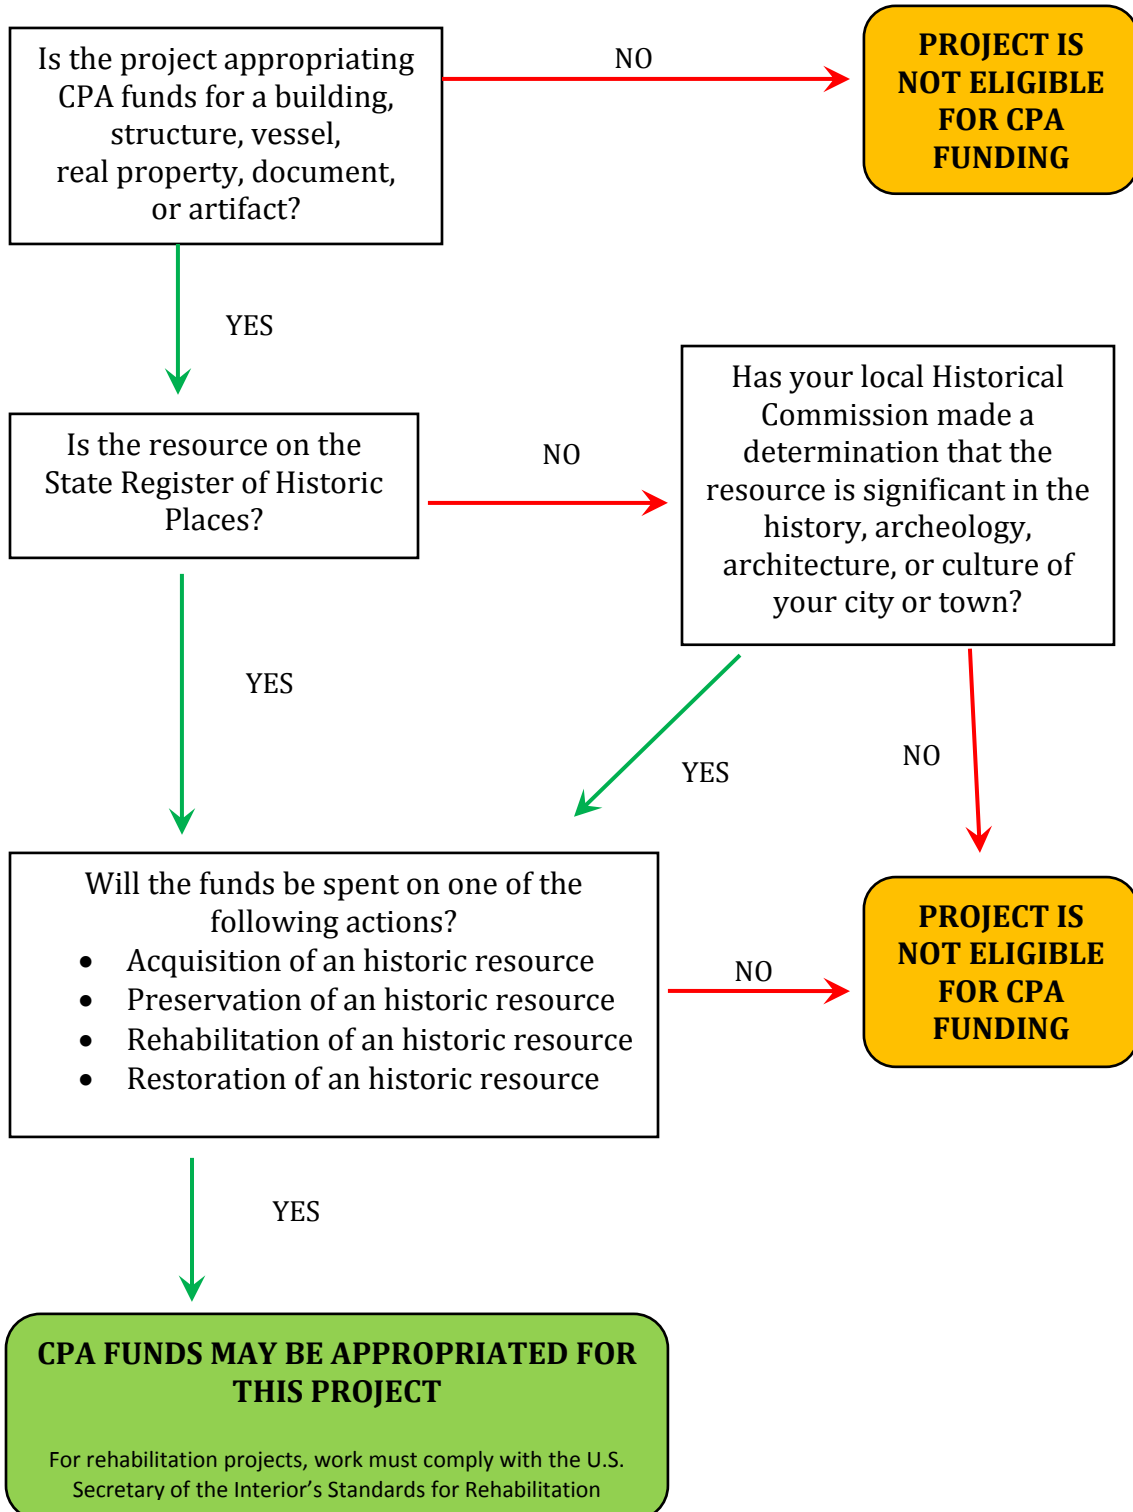 Is the project appropriating
CPA funds for a building,
structure, vessel,
real property, document,
or artifact?
NO
PROJECT IS
NOT ELIGIBLE
FOR CPA
FUNDING
YES
Is the resource on the
State Register of Historic
Places?
NO
Has your local Historical
Commission made a
determination that the
resource is significant in the
history, archeology,
architecture, or culture of
your city or town?
YES
YES
NO
Will the funds be spent on one of the
following actions?
• Acquisition of an historic resource
• Preservation of an historic resource
• Rehabilitation of an historic resource
• Restoration of an historic resource
NO
PROJECT IS
NOT ELIGIBLE
FOR CPA
FUNDING
YES
CPA FUNDS MAY BE APPROPRIATED FOR
THIS PROJECT
For rehabilitation projects, work must comply with the U.S.
Secretary of the Interior’s Standards for Rehabilitation